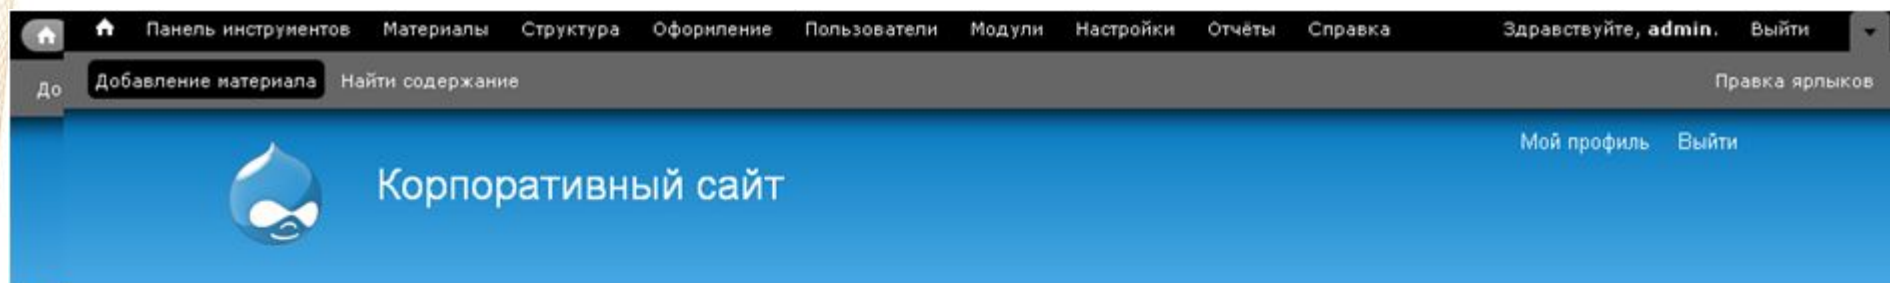 Панель инструментов Материалы Структура Оформление Пользователи Модули Настройки Отчёты Справка Здравствуйте, admin. Выйти
До Добавление материала Найти содержание Правка ярлыков
Мой профиль Выйти
Корпоративный сайт